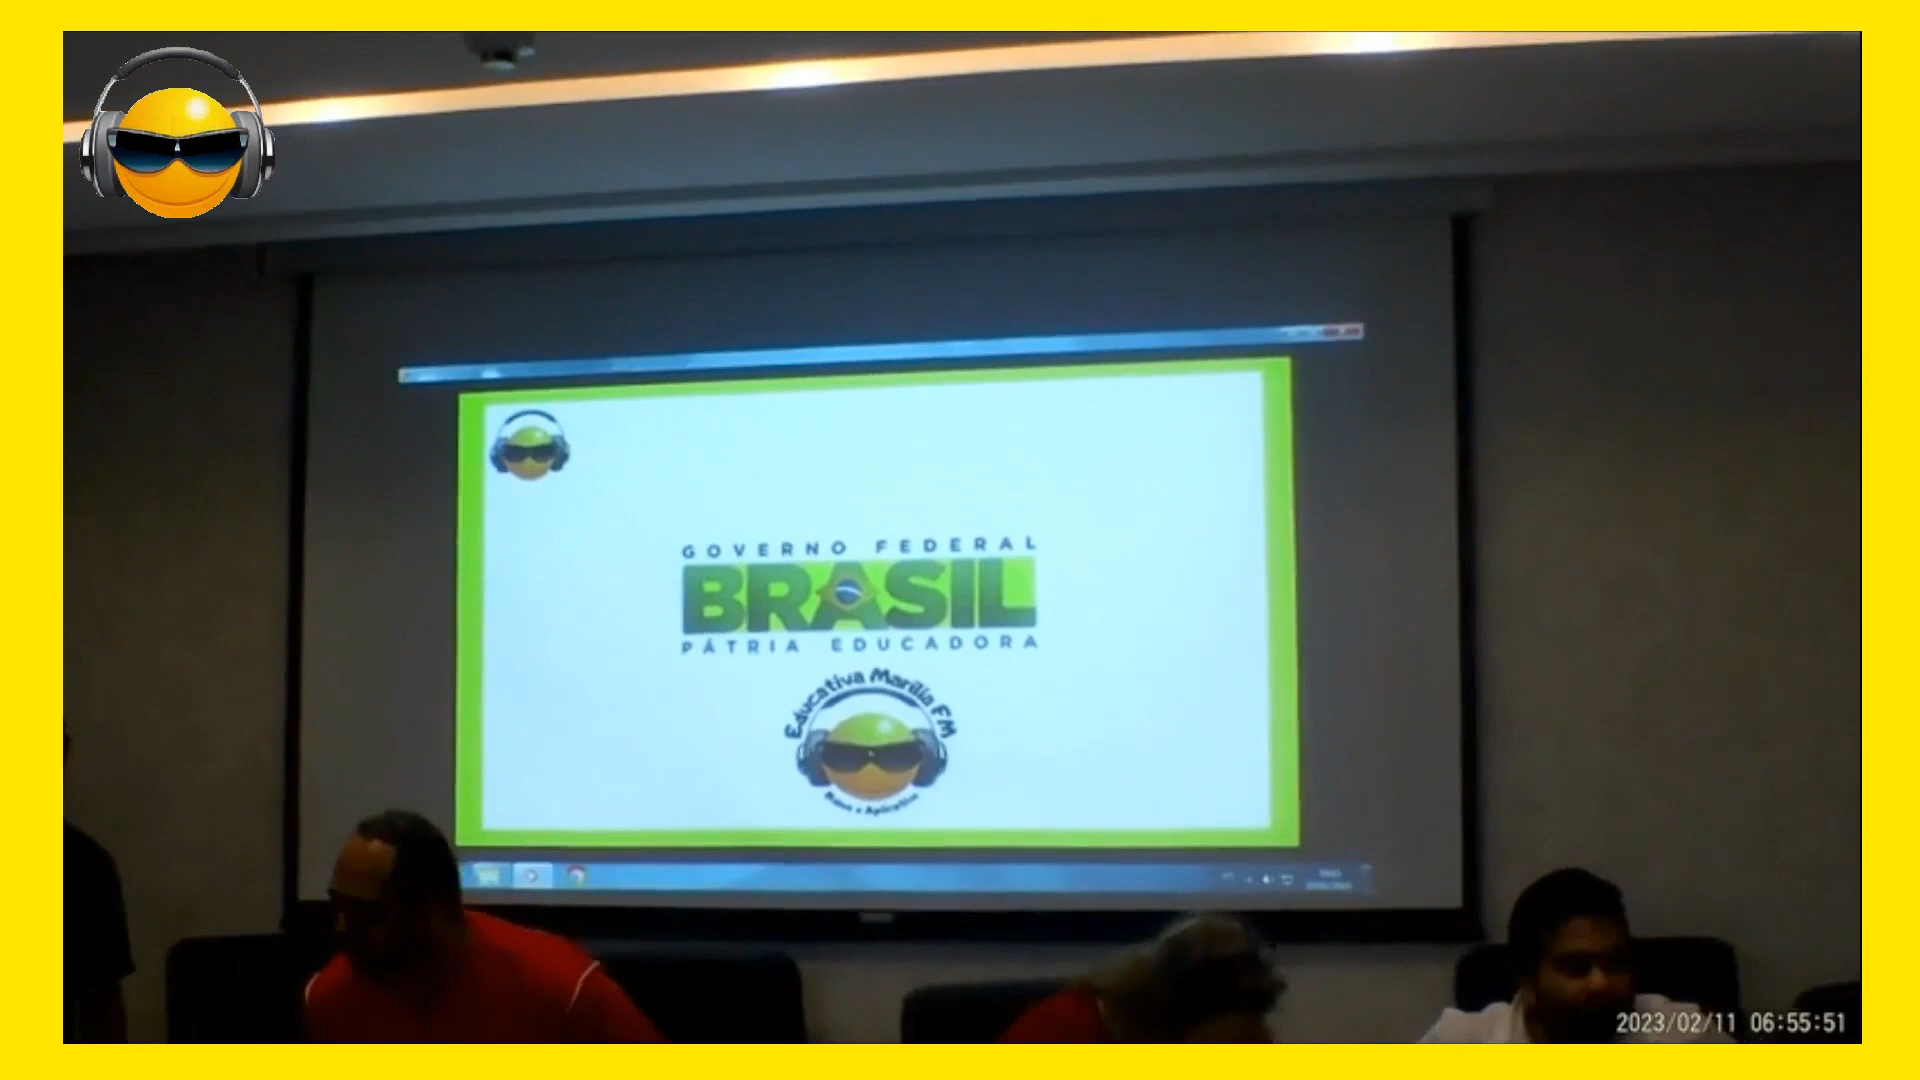 GOVERNO FEDERAL
BRASIL
PÁTRIA EDUCADORA
Educativa Marília FM
2023/02/11 06:55:51